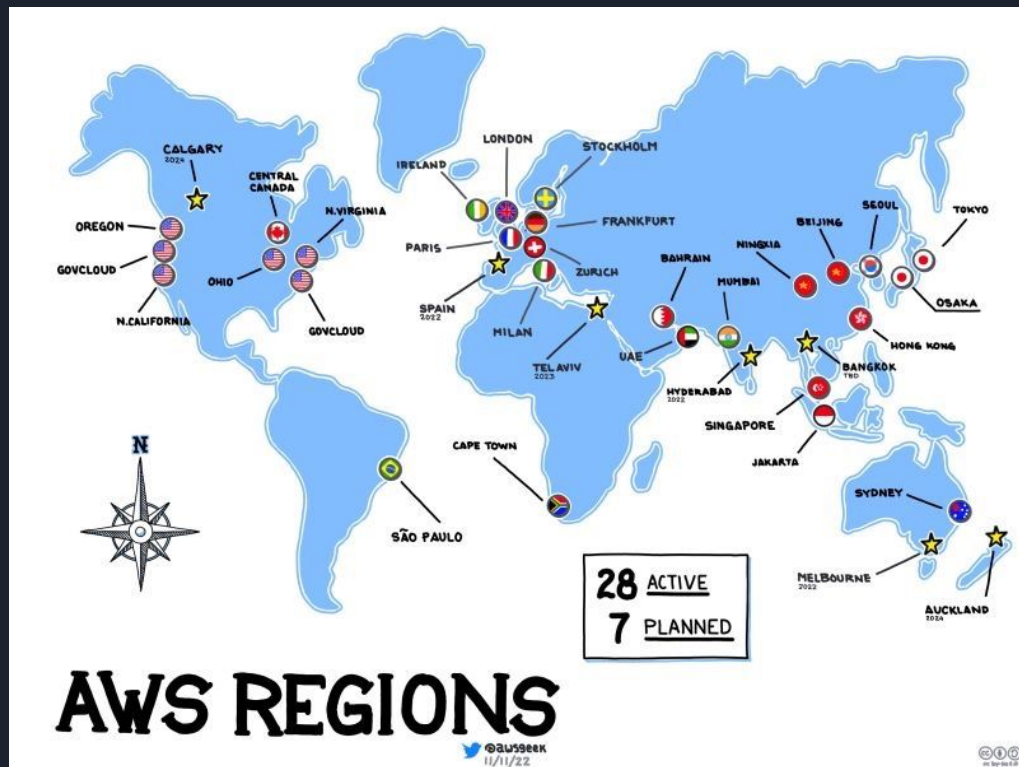 LONDON
STOCKHOLM
CALGARY
2024
IRELAND
CENTRAL
CANADA
SEOUL
N.VIRGINIA
TOKYO
OREGON
BEIJING
FRANKFURT
NINGXIA
PARIS
BAHRAIN
GOVCLOUD
ZURICH
MUMBAI
OHIO
OSAKA
SPAIN
2022
N.CALIFORNIA
GOVCLOUD
MILAN
HONG KONG
UAE
TEL AVIV
2023
BANGKOK
TBD
HYDERABAD
2022
SINGAPORE
N
CAPE TOWN
JAKARTA
SYDNEY
SÃO PAULO
28 ACTIVE
7 PLANNED
MELBOURNE
2022
AUCKLAND
2024
AWS REGIONS
@awsgeek
11/11/22